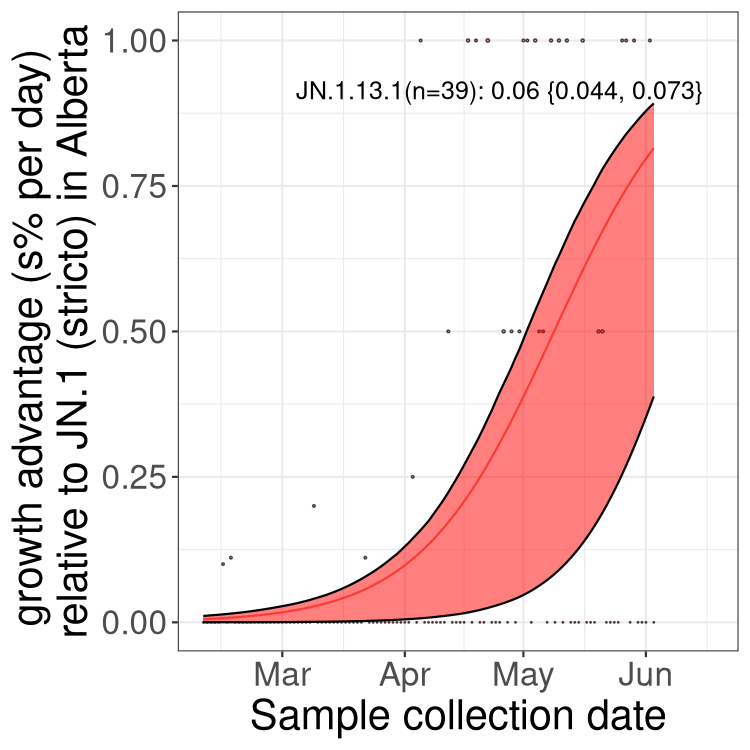 growth advantage (s% per day)
relative to JN.1 (stricto) in Alberta
1.00
JN.1.13.1(n=39): 0.06 {0.044, 0.073}
0.75
0.50
0.25
0.00
Mar Apr May Jun
Sample collection date